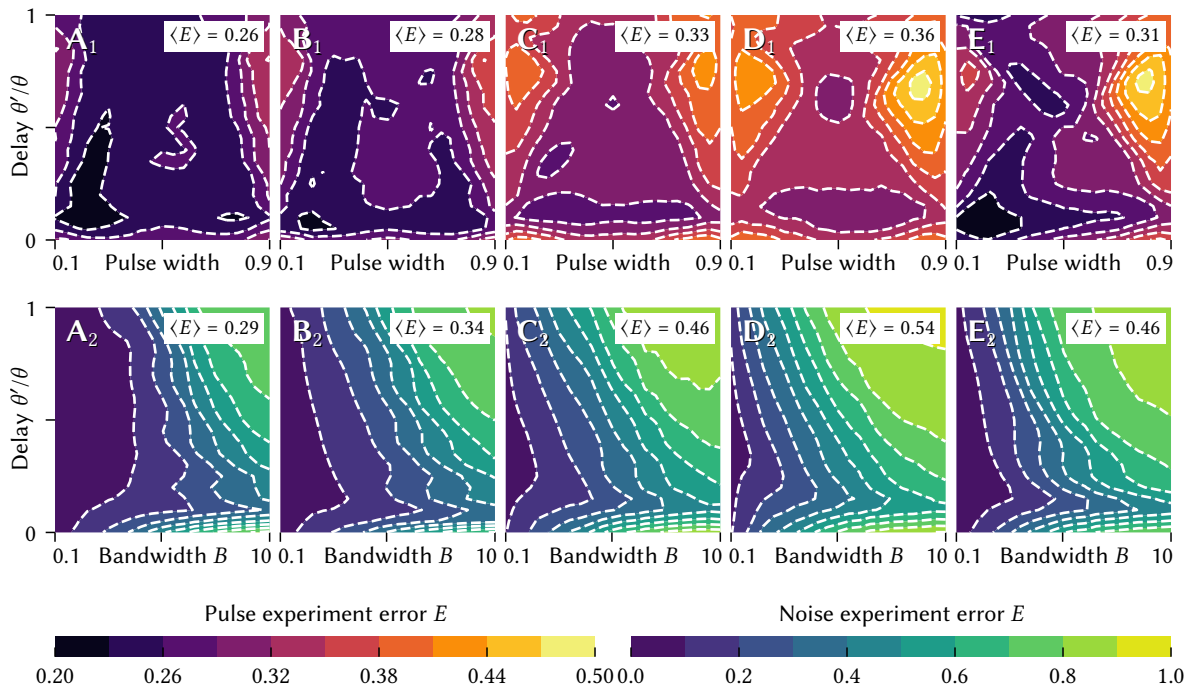 A₁ ⟨E⟩ = 0.26 B₁ ⟨E⟩ = 0.28 C₁ ⟨E⟩ = 0.33 D₁ ⟨E⟩ = 0.36 E₁ ⟨E⟩ = 0.31
1
Delay θ′/θ
0
0.1 Pulse width 0.9 0.1 Pulse width 0.9 0.1 Pulse width 0.9 0.1 Pulse width 0.9 0.1 Pulse width 0.9
A₂ ⟨E⟩ = 0.29 B₂ ⟨E⟩ = 0.34 C₂ ⟨E⟩ = 0.46 D₂ ⟨E⟩ = 0.54 E₂ ⟨E⟩ = 0.46
1
Delay θ′/θ
0
0.1 Bandwidth B 10 0.1 Bandwidth B 10 0.1 Bandwidth B 10 0.1 Bandwidth B 10 0.1 Bandwidth B 10
Pulse experiment error E
0.20 0.26 0.32 0.38 0.44 0.50
Noise experiment error E
0.0 0.2 0.4 0.6 0.8 1.0